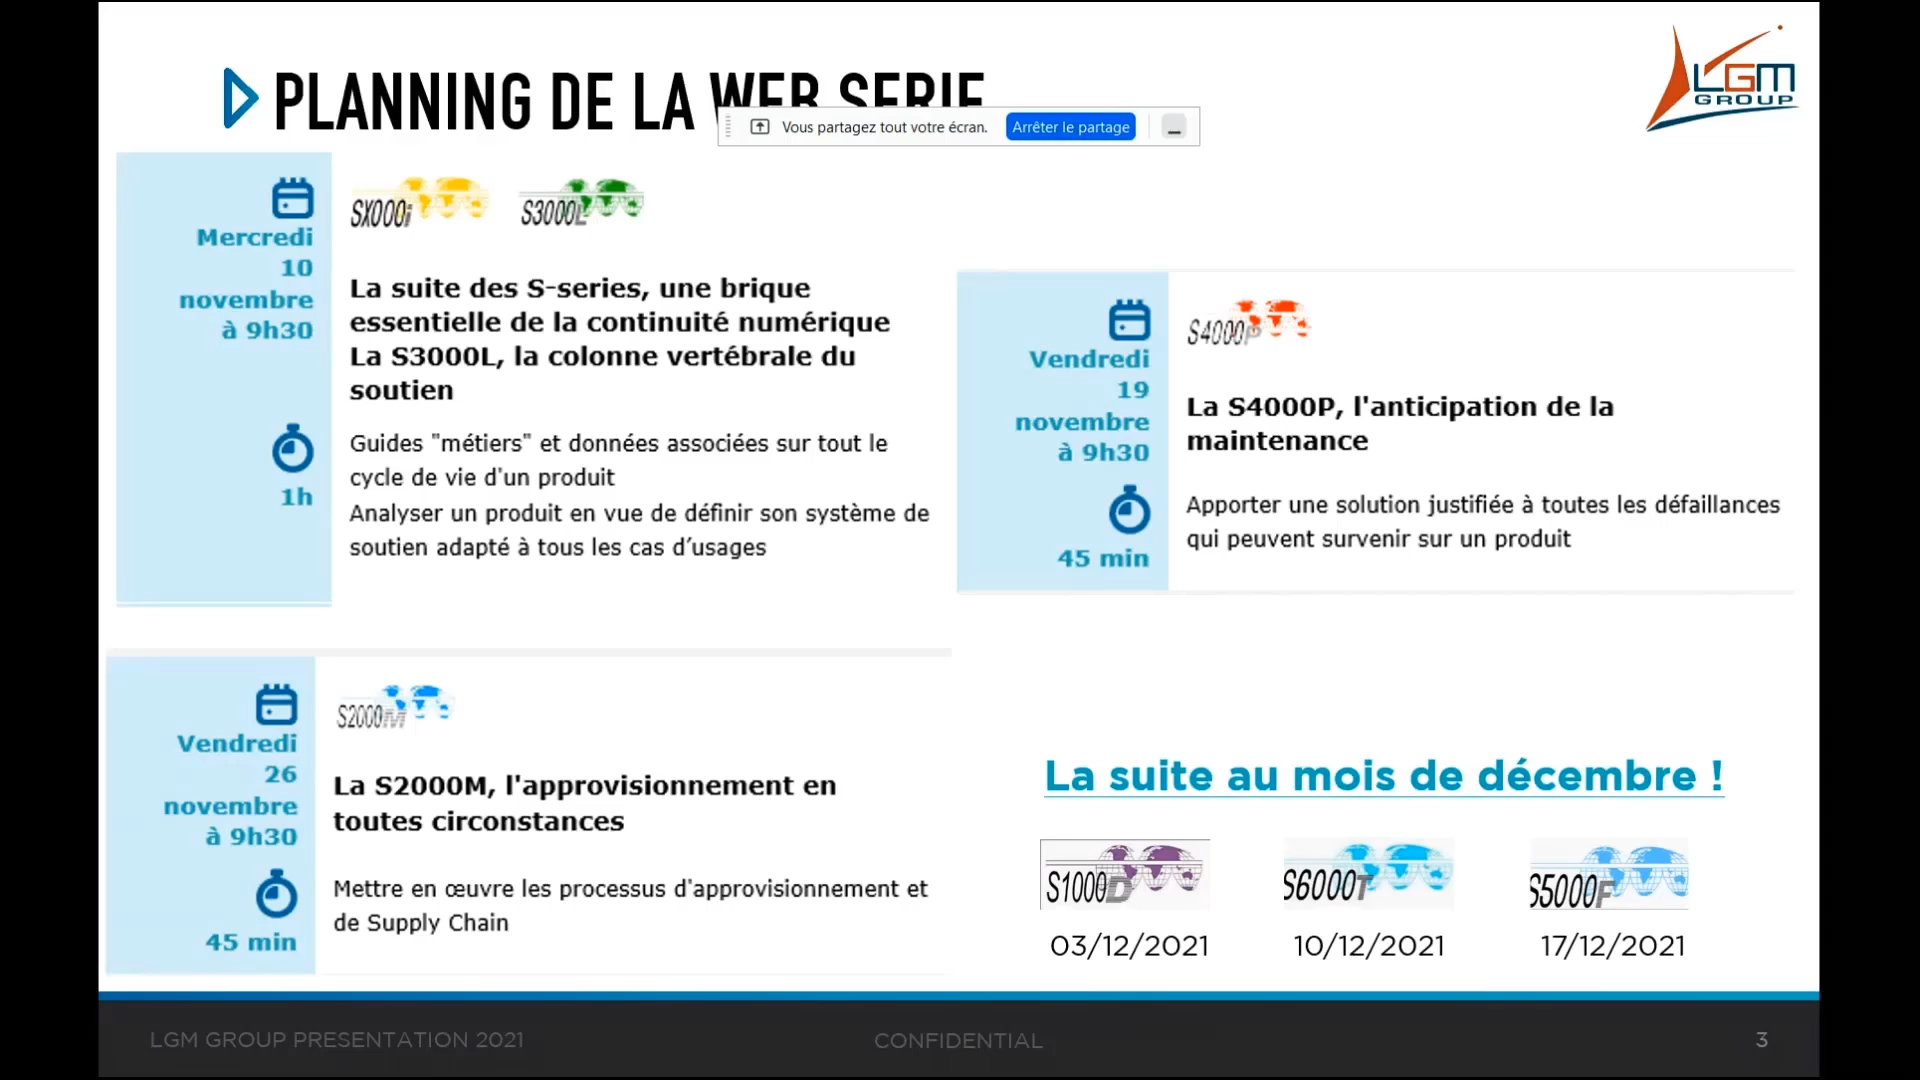 PLANNING DE LA WEB SERIE
LGM
GROUP
Vous partagez tout votre écran.
Arrêter le partage
Mercredi
10
novembre
à 9h30
1h
SX000i
S3000L
La suite des S-series, une brique
essentielle de la continuité numérique
La S3000L, la colonne vertébrale du
soutien
Guides "métiers" et données associées sur tout le
cycle de vie d'un produit
Analyser un produit en vue de définir son système de
soutien adapté à tous les cas d’usages
Vendredi
19
novembre
à 9h30
45 min
S4000P
La S4000P, l'anticipation de la
maintenance
Apporter une solution justifiée à toutes les défaillances
qui peuvent survenir sur un produit
Vendredi
26
novembre
à 9h30
45 min
S2000M
La S2000M, l'approvisionnement en
toutes circonstances
Mettre en œuvre les processus d'approvisionnement et
de Supply Chain
La suite au mois de décembre !
S1000D
S6000T
S5000F
03/12/2021
10/12/2021
17/12/2021
LGM GROUP PRESENTATION 2021
CONFIDENTIAL
3